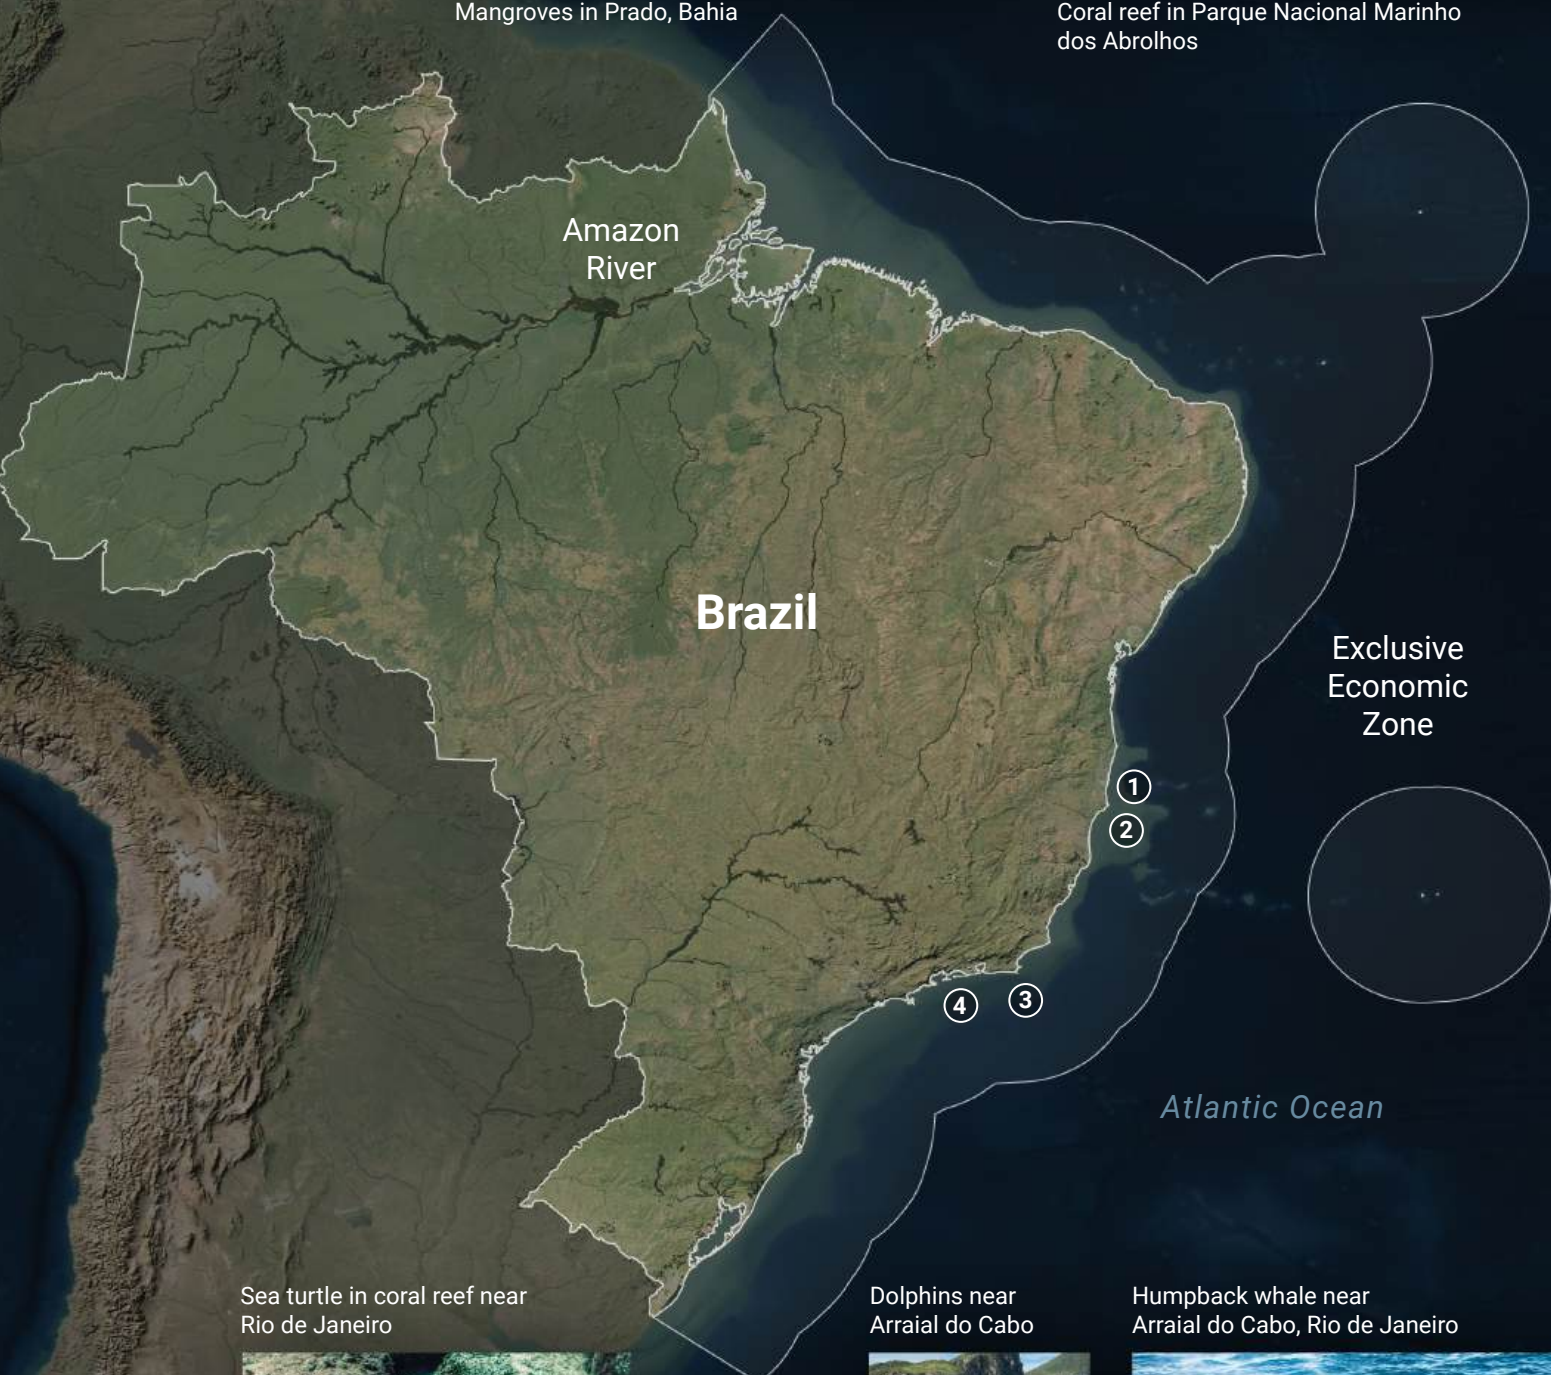 Mangroves in Prado, Bahia
Coral reef in Parque Nacional Marinho
dos Abrolhos
Amazon
River
Brazil
Exclusive
Economic
Zone
1
2
3
4
Atlantic Ocean
Sea turtle in coral reef near
Rio de Janeiro
Dolphins near
Arraial do Cabo
Humpback whale near
Arraial do Cabo, Rio de Janeiro